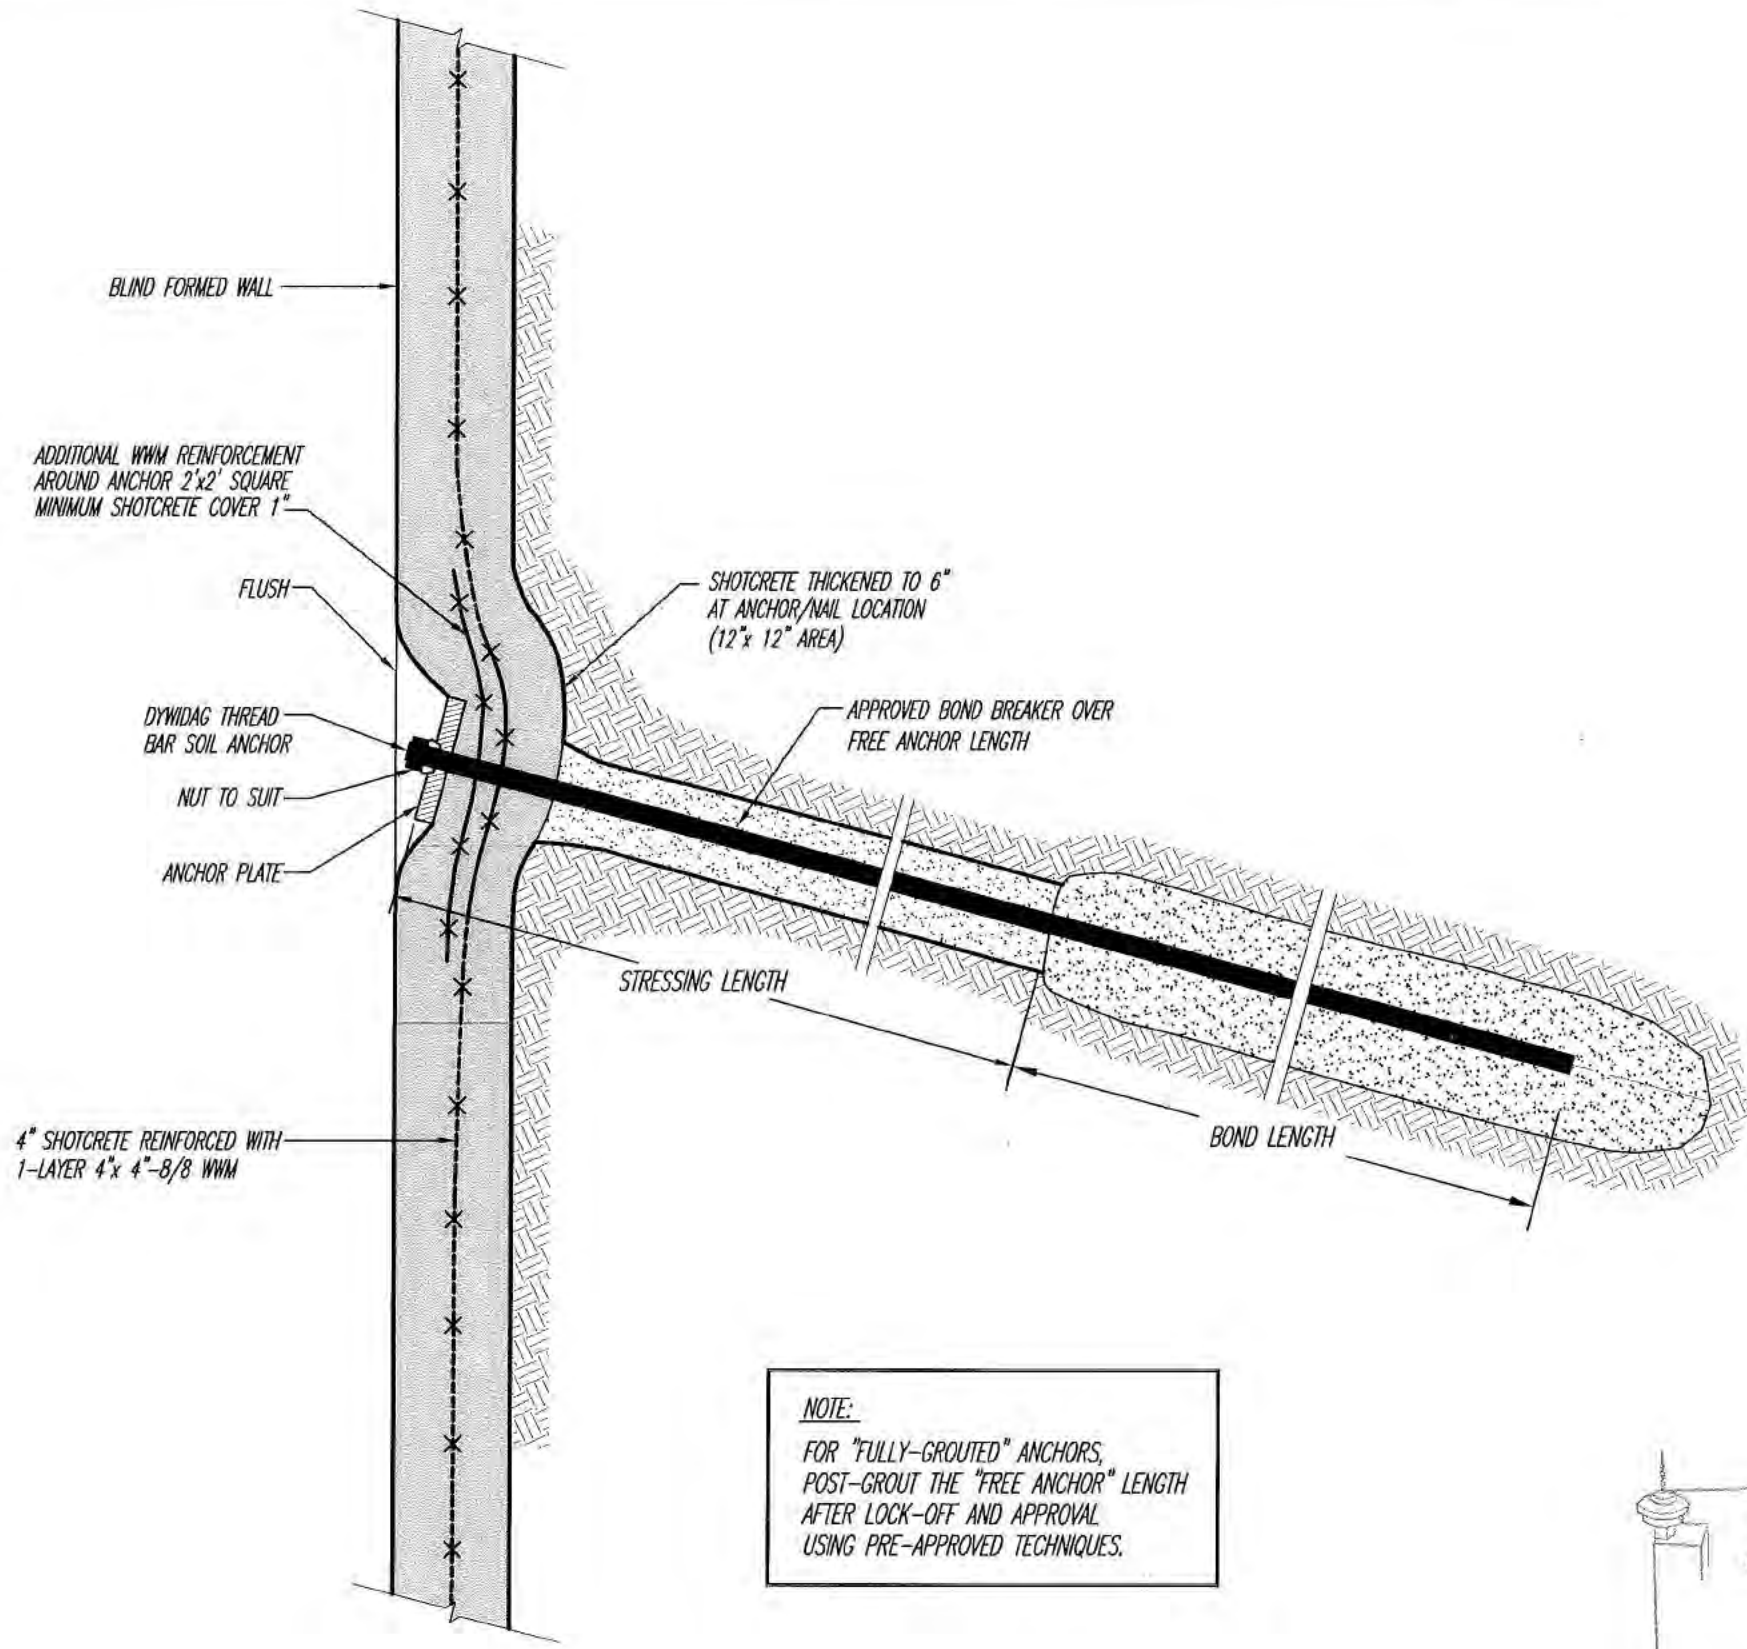 BLIND FORMED WALL
ADDITIONAL WWM REINFORCEMENT
AROUND ANCHOR 2'x2' SQUARE
MINIMUM SHOTCRETE COVER 1"
FLUSH
SHOTCRETE THICKENED TO 6"
AT ANCHOR/NAIL LOCATION
(12"x 12" AREA)
DYWIDAG THREAD
BAR SOIL ANCHOR
APPROVED BOND BREAKER OVER
FREE ANCHOR LENGTH
NUT TO SUIT
ANCHOR PLATE
STRESSING LENGTH
BOND LENGTH
4" SHOTCRETE REINFORCED WITH
1-LAYER 4"x 4"-8/8 WWM
NOTE:
FOR "FULLY-GROUTED" ANCHORS,
POST-GROUT THE "FREE ANCHOR" LENGTH
AFTER LOCK-OFF AND APPROVAL
USING PRE-APPROVED TECHNIQUES.